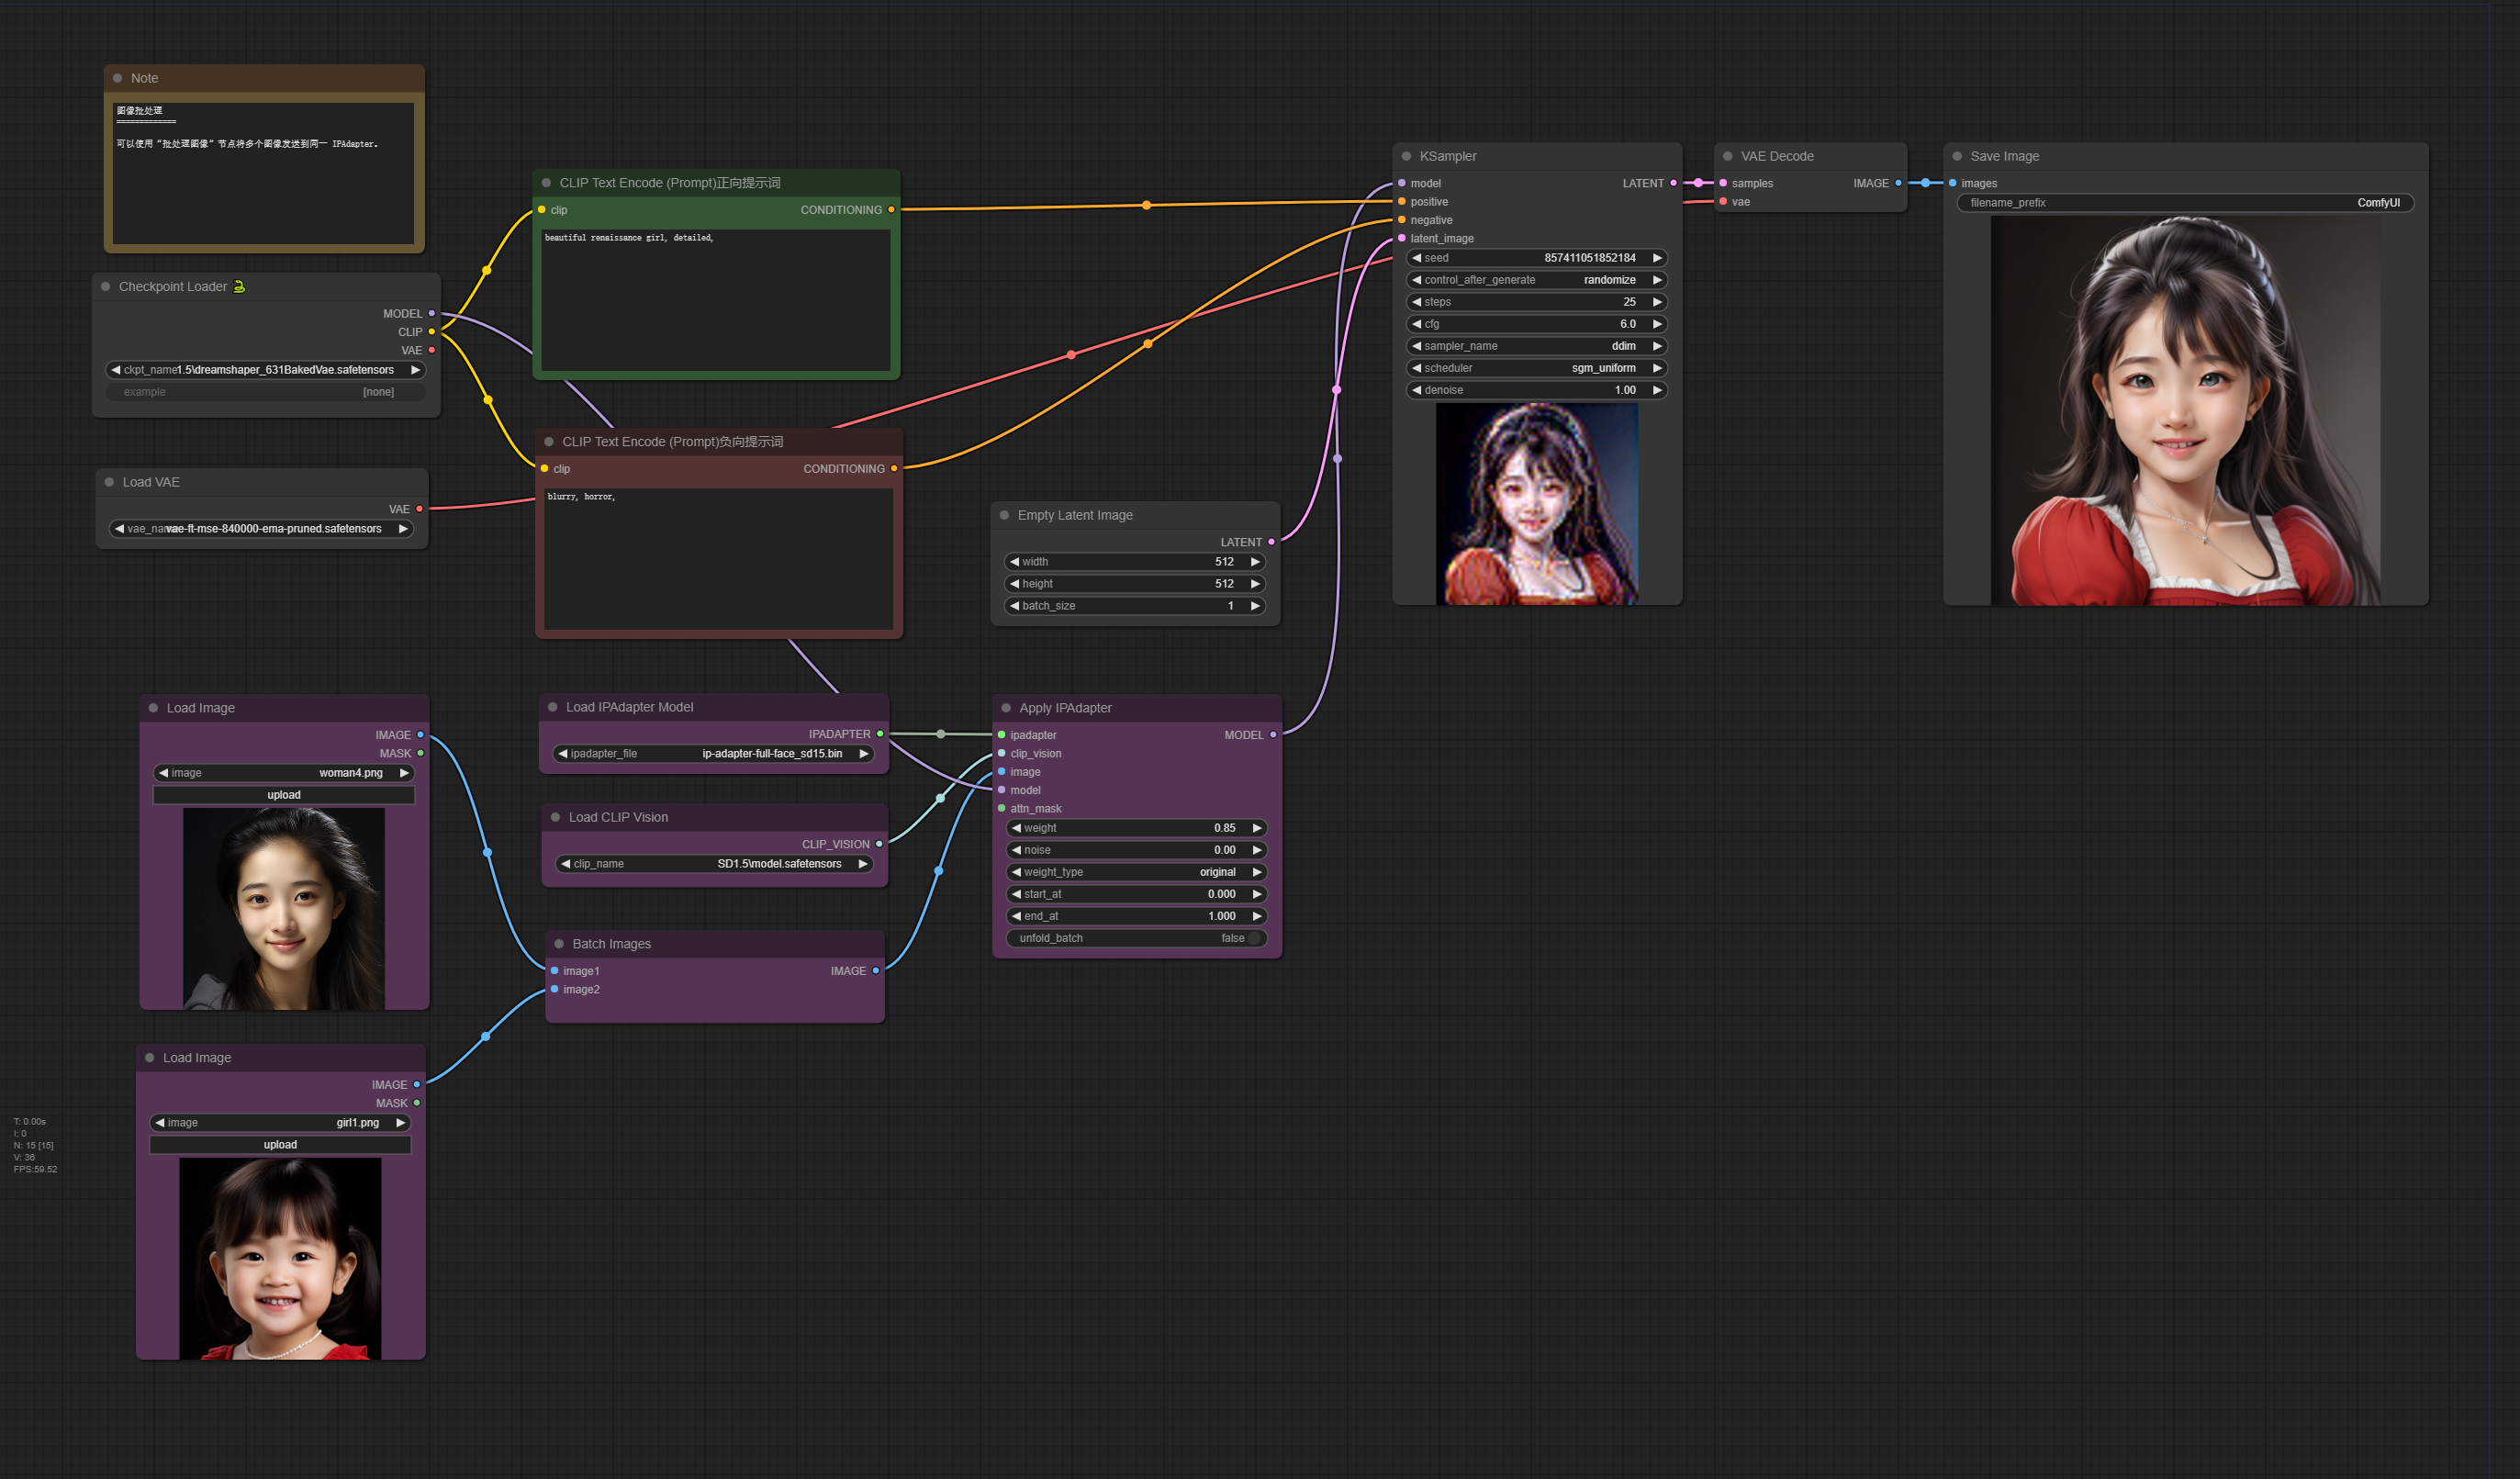 Note
图像批处理
=============
可以使用“批处理图像”节点将多个图像发送到同一 IPAdapter。
Checkpoint Loader
MODEL
CLIP
VAE
ckpt_name 1.5\dreamshaper_631BakedVae.safetensors
example [none]
Load VAE
VAE
vae_name vae-ft-mse-840000-ema-pruned.safetensors
CLIP Text Encode (Prompt)正向提示词
clip CONDITIONING
beautiful renaissance girl, detailed,
CLIP Text Encode (Prompt)负向提示词
clip CONDITIONING
blurry, horror,
Empty Latent Image
LATENT
width 512
height 512
batch_size 1
KSampler
model LATENT
positive
negative
latent_image
seed 857411051852184
control_after_generate randomize
steps 25
cfg 6.0
sampler_name ddim
scheduler sgm_uniform
denoise 1.00
VAE Decode
samples IMAGE
vae
Save Image
images
filename_prefix ComfyUI
Load Image
IMAGE
MASK
image woman4.png
upload
Load IPAdapter Model
IPADAPTER
ipadapter_file ip-adapter-full-face_sd15.bin
Load CLIP Vision
CLIP_VISION
clip_name SD1.5\model.safetensors
Batch Images
image1 IMAGE
image2
Apply IPAdapter
ipadapter MODEL
clip_vision
image
model
attn_mask
weight 0.85
noise 0.00
weight_type original
start_at 0.000
end_at 1.000
unfold_batch false
Load Image
IMAGE
MASK
image girl1.png
upload
T: 0.00s
I: 0
N: 15 [15]
V: 36
FPS:59.52